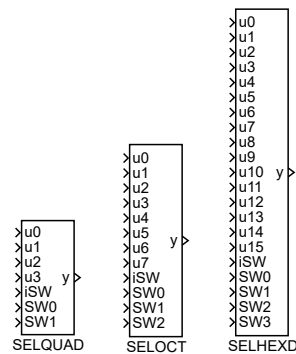 u0
u1
u2
u3
y
iSW
SW0
SW1
SELQUAD
u0
u1
u2
u3
u4
u5
u6
y
u7
iSW
SW0
SW1
SW2
SELOCT
u0
u1
u2
u3
u4
u5
u6
u7
u8
u9
u10
y
u11
u12
u13
u14
u15
iSW
SW0
SW1
SW2
SW3
SELHEXD